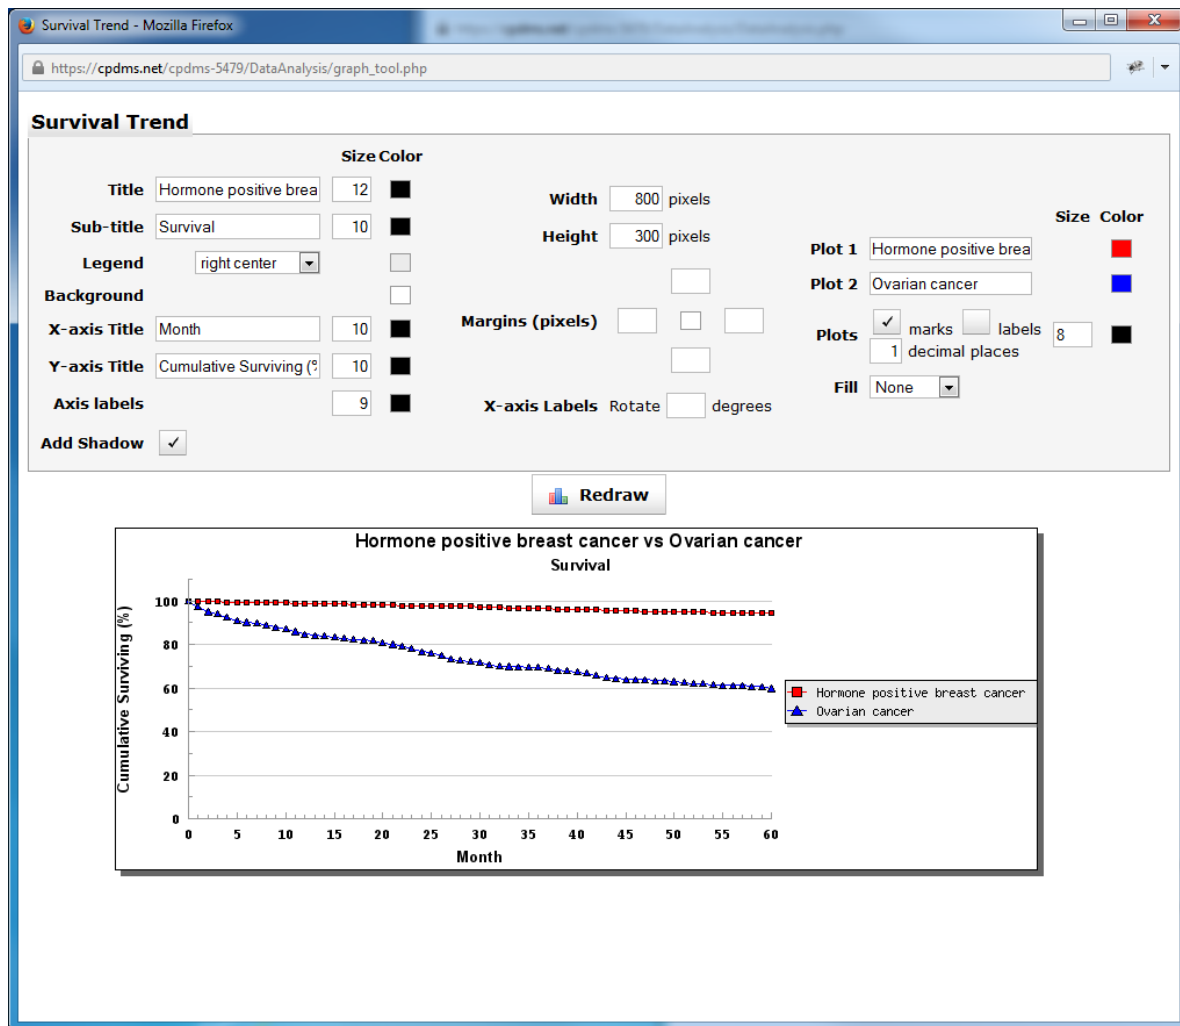 Survival Trend - Mozilla Firefox
https://cpdms.net/cpdms-5479/DataAnalysis/graph_tool.php
Survival Trend
Size Color
Title Hormone positive brea 12
Sub-title Survival 10
Legend right center
Background
X-axis Title Month 10
Y-axis Title Cumulative Surviving (% 10
Axis labels 9
Add Shadow ✓
Width 800 pixels
Height 300 pixels
Margins (pixels)
X-axis Labels Rotate degrees
Size Color
Plot 1 Hormone positive brea
Plot 2 Ovarian cancer
Plots ✓ marks labels 8
1 decimal places
Fill None
Redraw
Hormone positive breast cancer vs Ovarian cancer
Survival
Cumulative Surviving (%)
100
80
60
40
20
0
0 5 10 15 20 25 30 35 40 45 50 55 60
Month
Hormone positive breast cancer
Ovarian cancer